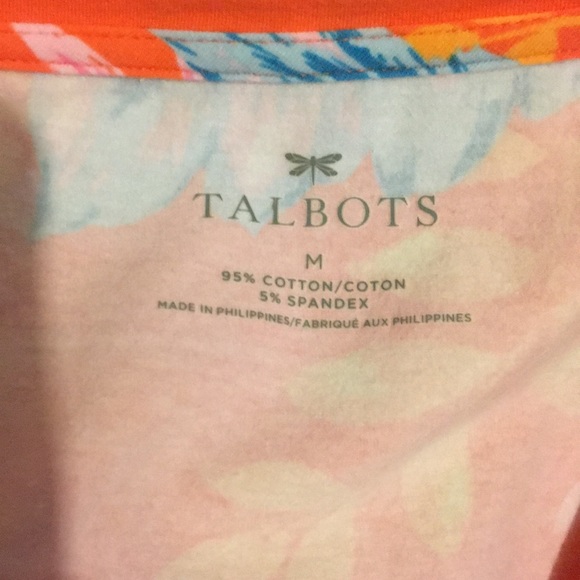 TALBOTS
M
95% COTTON/COTON
5% SPANDEX
MADE IN PHILIPPINES/FABRIQUÉ AUX PHILIPPINES